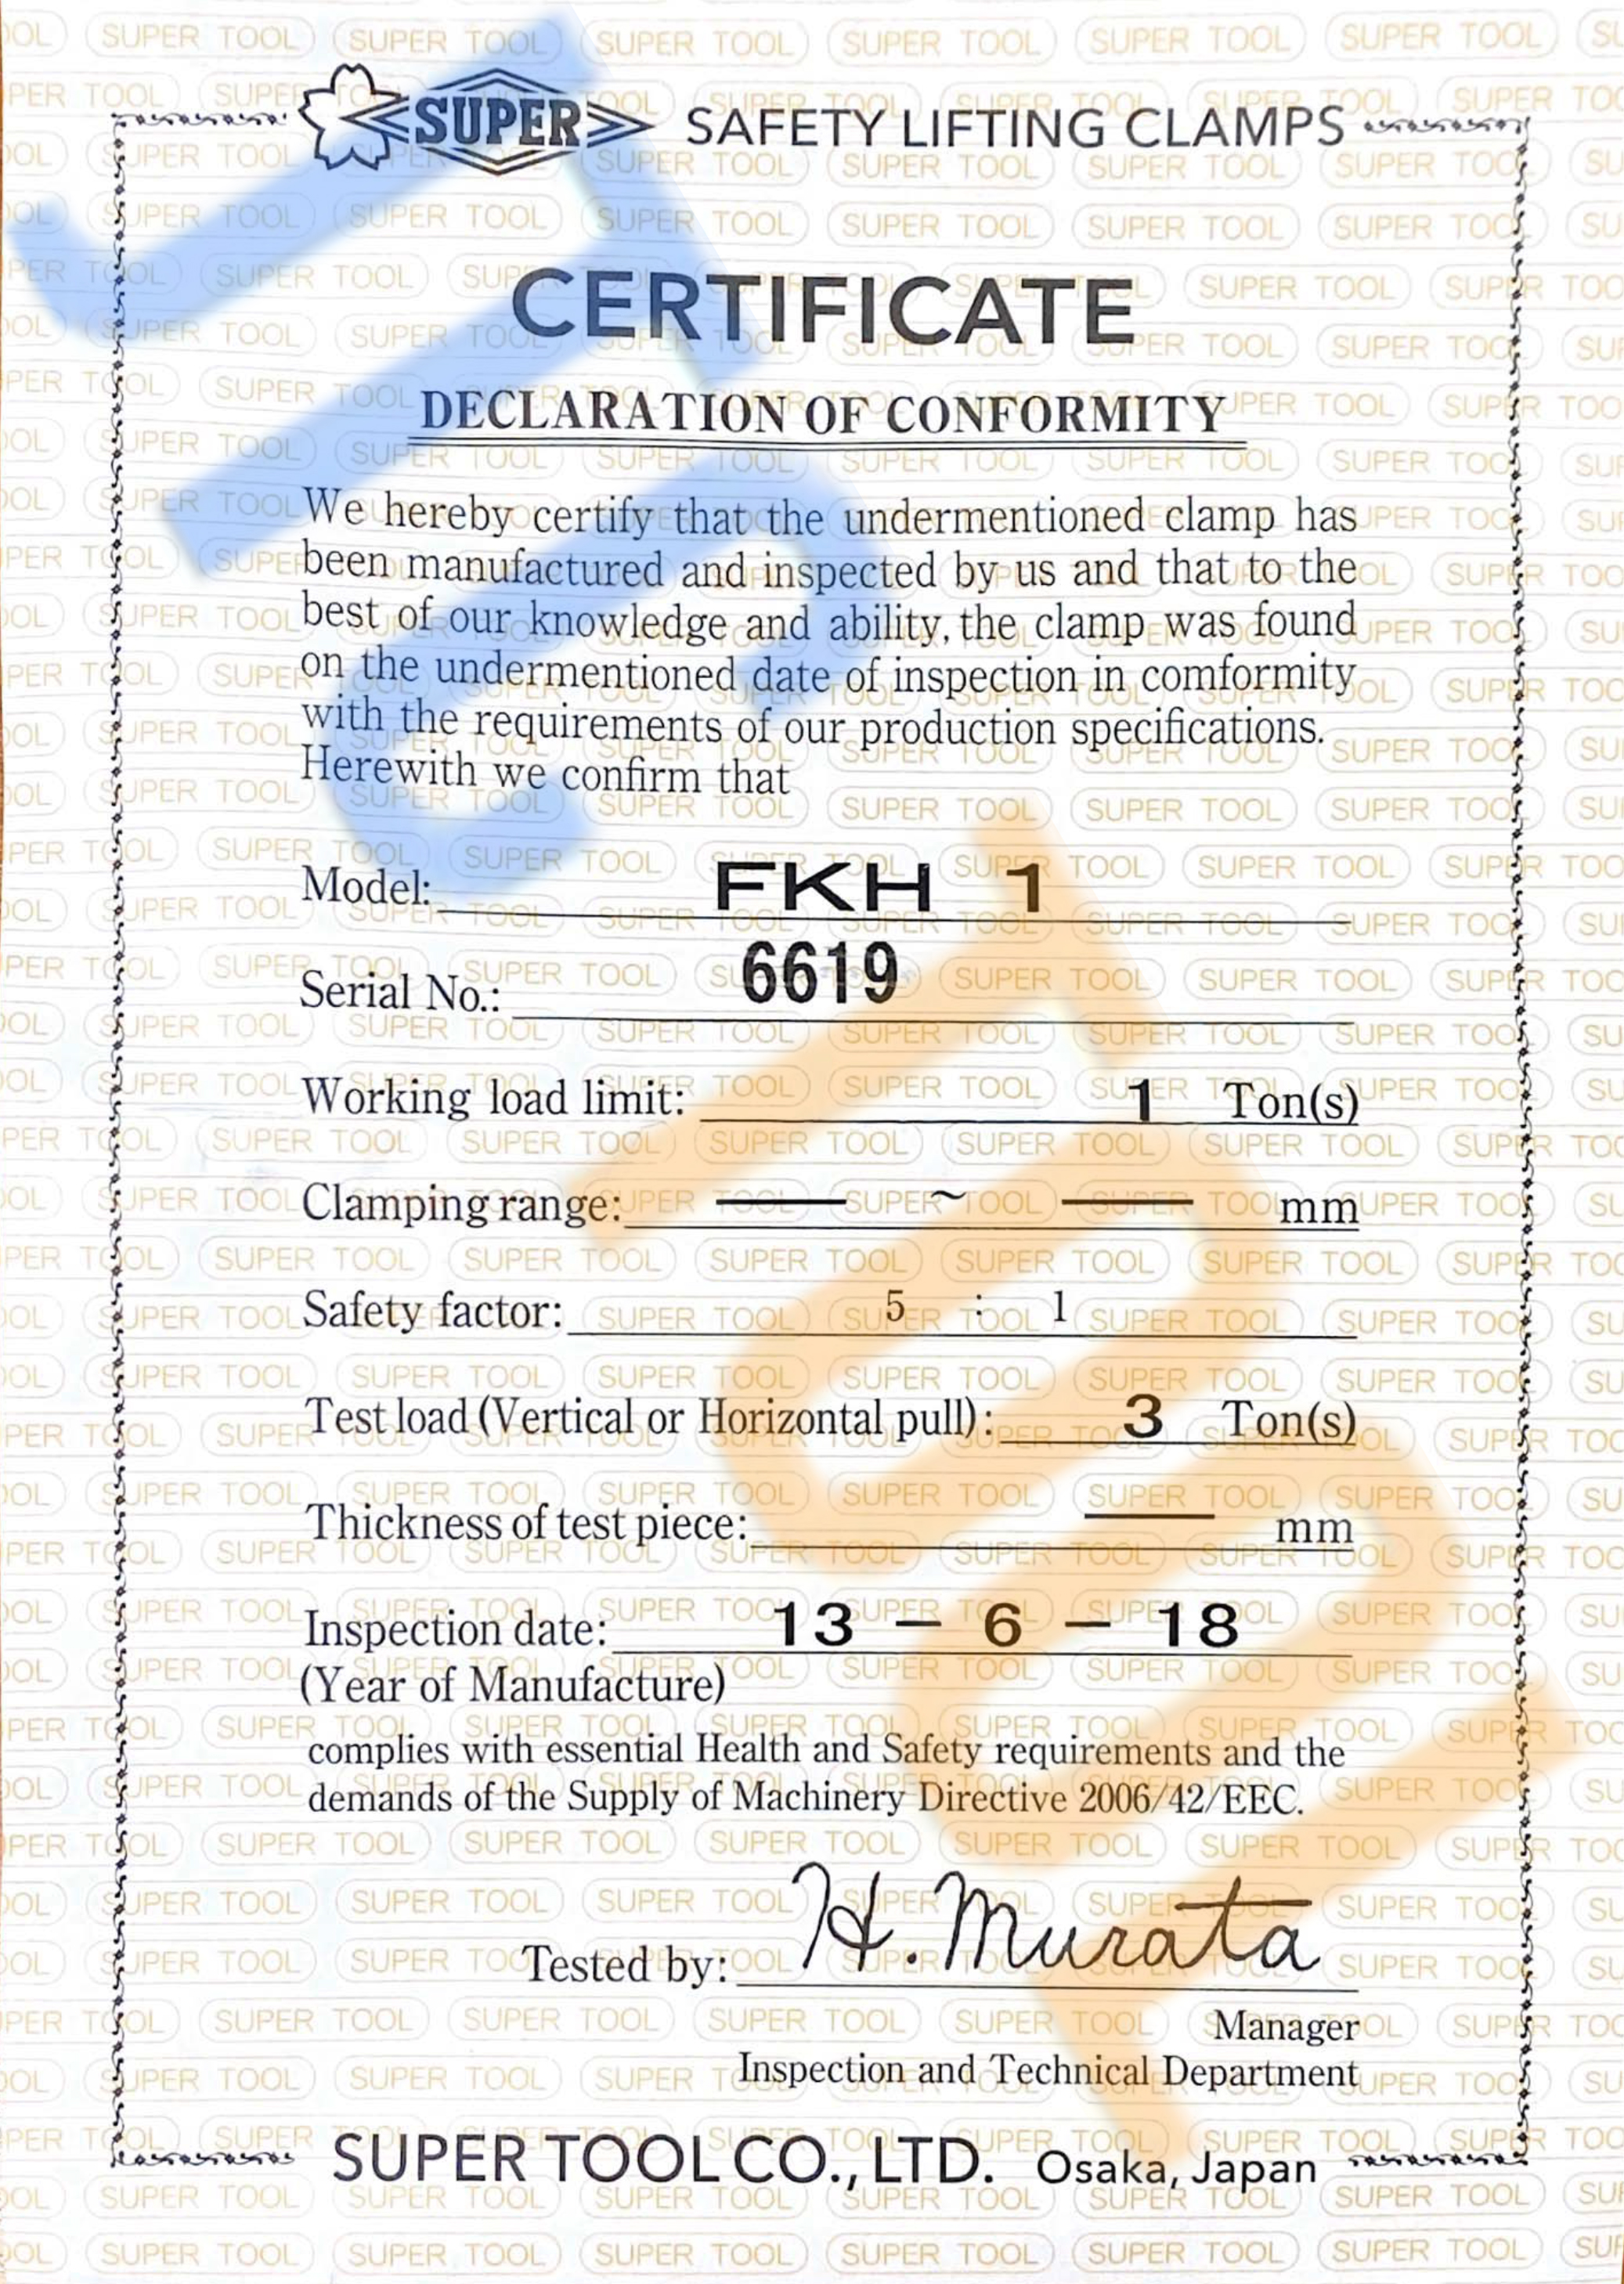 SUPER SAFETY LIFTING CLAMPS
CERTIFICATE
DECLARATION OF CONFORMITY
We hereby certify that the undermentioned clamp has
been manufactured and inspected by us and that to the
best of our knowledge and ability, the clamp was found
on the undermentioned date of inspection in comformity
with the requirements of our production specifications.
Herewith we confirm that
Model: FKH 1
Serial No.: 6619
Working load limit: 1 Ton(s)
Clamping range: — ~ — mm
Safety factor: 5 : 1
Test load (Vertical or Horizontal pull): 3 Ton(s)
Thickness of test piece: — mm
Inspection date: 13 – 6 – 18
(Year of Manufacture)
complies with essential Health and Safety requirements and the
demands of the Supply of Machinery Directive 2006/42/EEC.
Tested by: H. Murata
Manager
Inspection and Technical Department
SUPER TOOL CO., LTD. Osaka, Japan